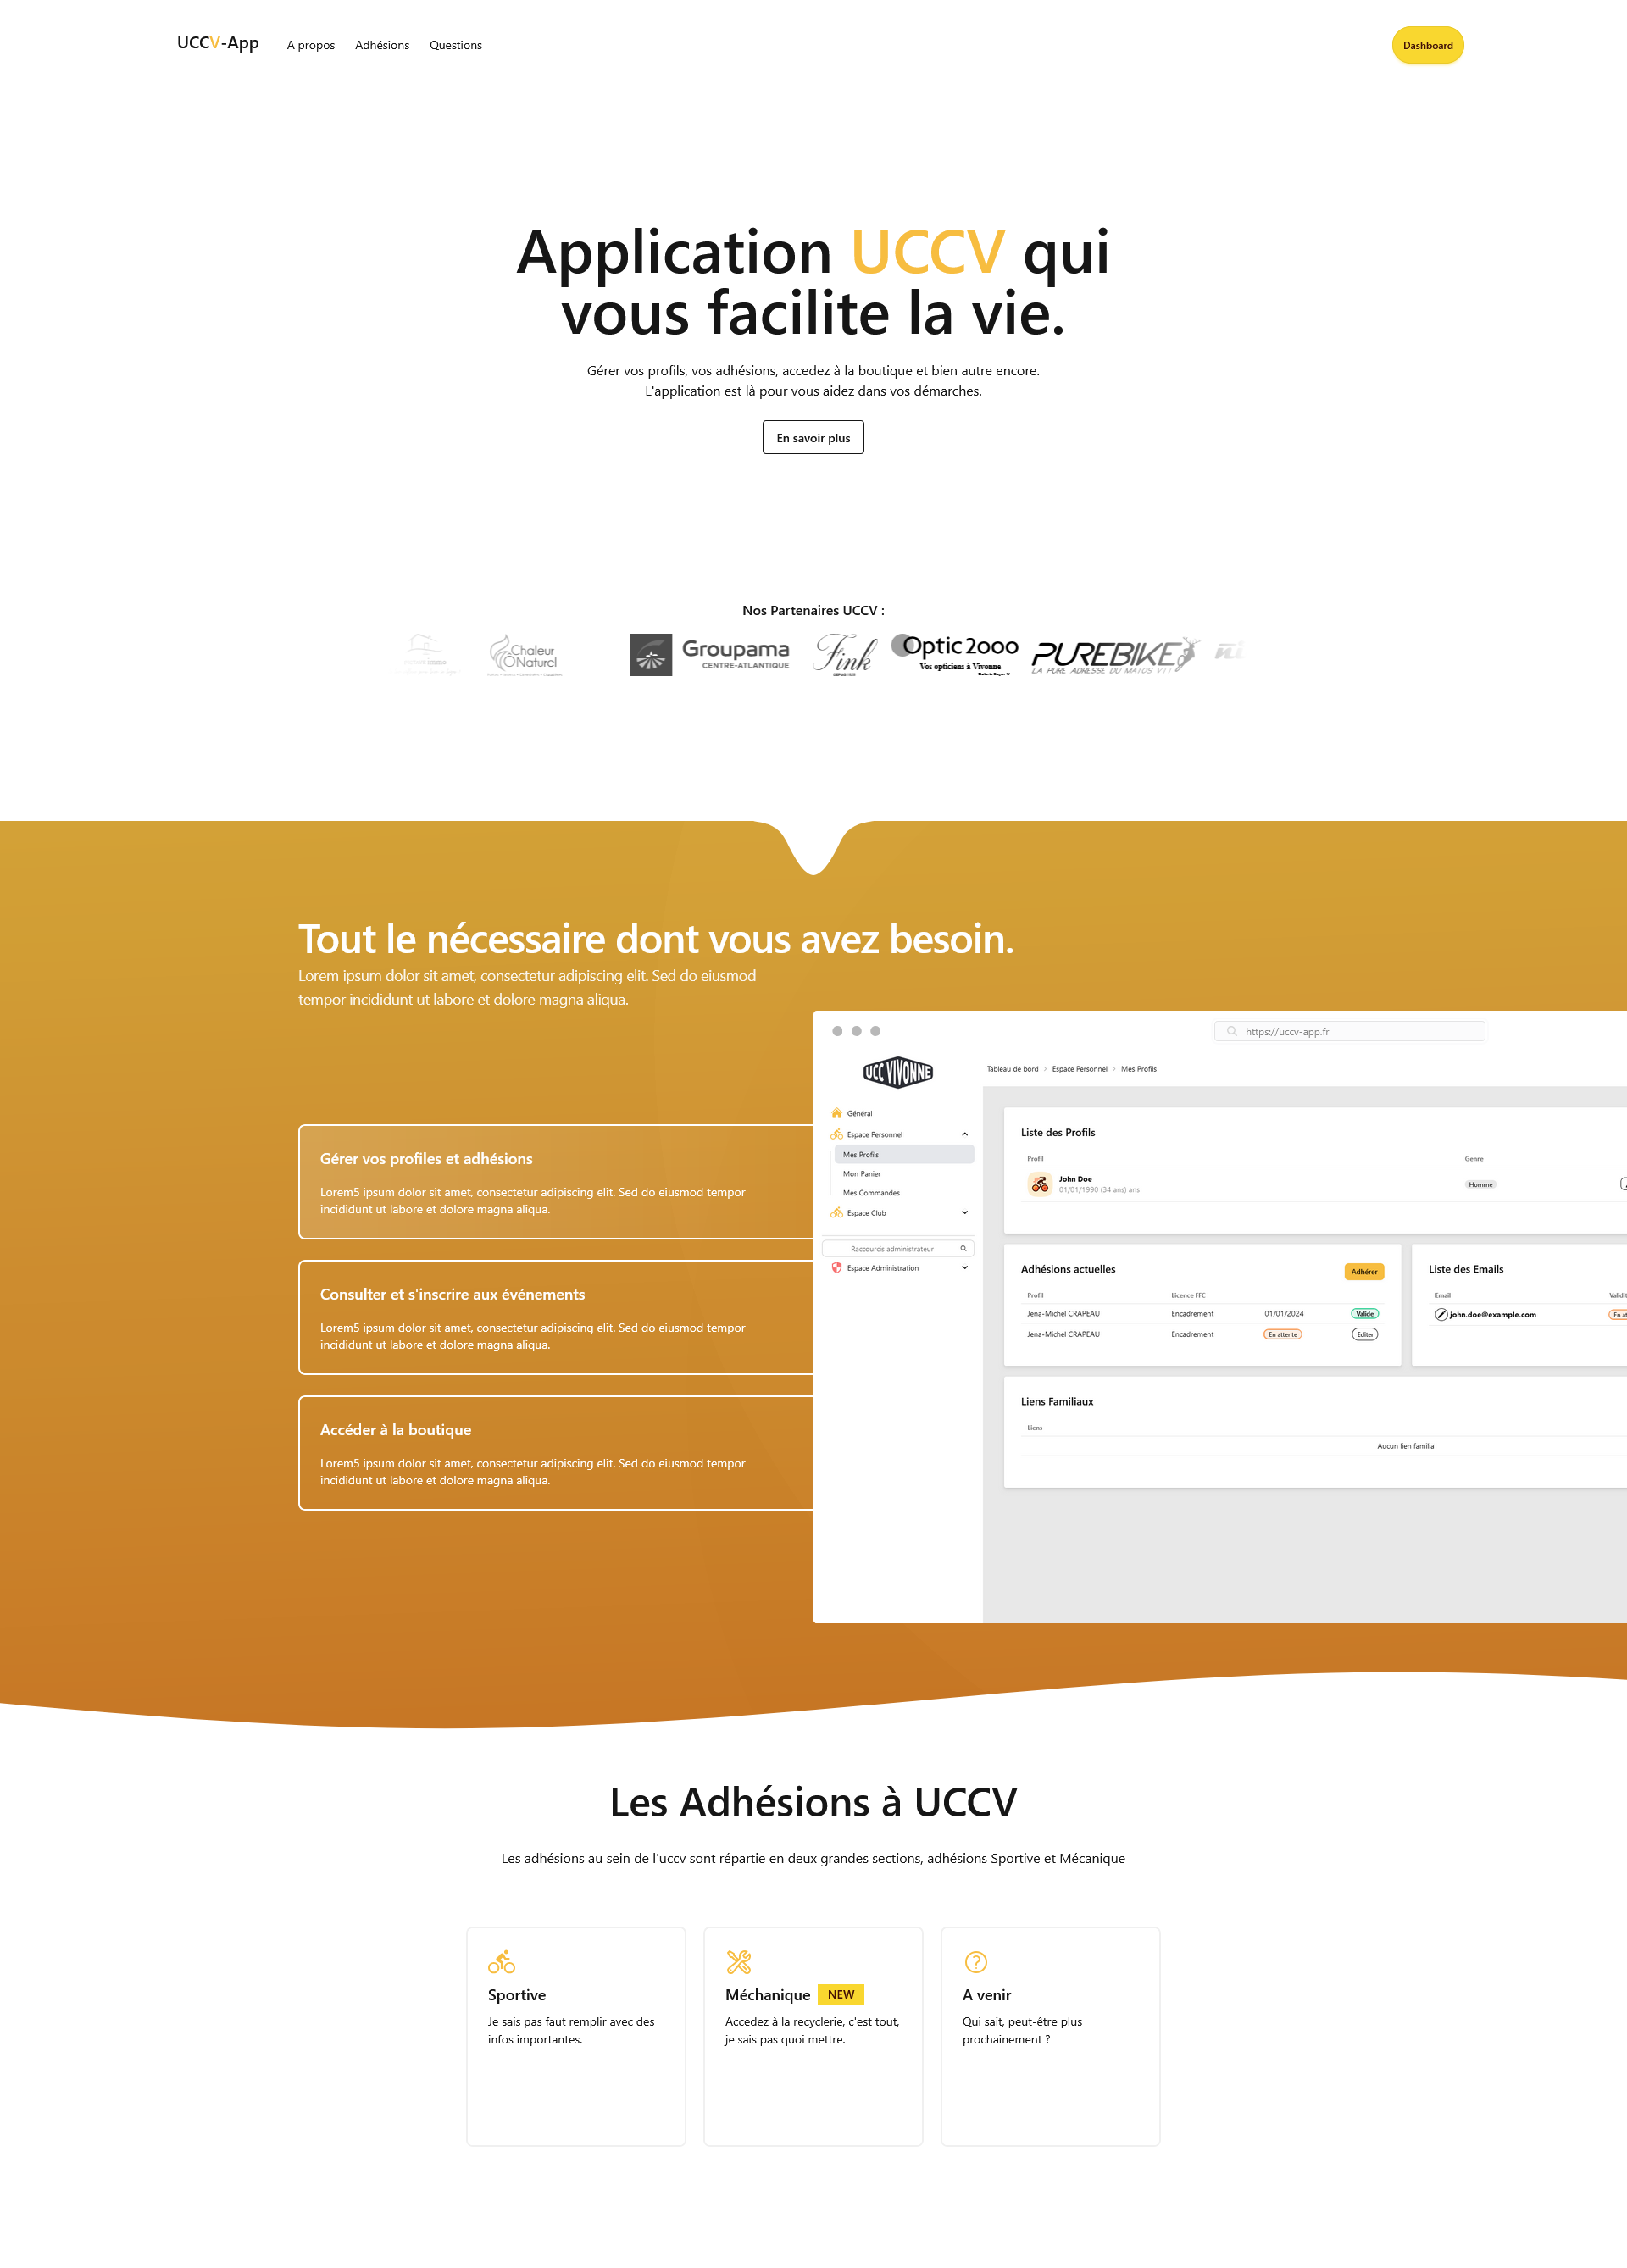 UCCV-App
A propos
Adhésions
Questions
Dashboard
Application UCCV qui
vous facilite la vie.
Gérer vos profils, vos adhésions, accedez à la boutique et bien autre encore.
L'application est là pour vous aidez dans vos démarches.
En savoir plus
Nos Partenaires UCCV :
Chaleur
Ô Naturel
Groupama
CENTRE-ATLANTIQUE
Fink
DEPUIS 1930
Optic 2000
Vos opticiens à Vivonne
Galerie Super U
PUREBIKE
LA PURE ADRESSE DU MATOS VTT
Tout le nécessaire dont vous avez besoin.
Lorem ipsum dolor sit amet, consectetur adipiscing elit. Sed do eiusmod
tempor incididunt ut labore et dolore magna aliqua.
Gérer vos profiles et adhésions
Lorem5 ipsum dolor sit amet, consectetur adipiscing elit. Sed do eiusmod tempor
incididunt ut labore et dolore magna aliqua.
Consulter et s'inscrire aux événements
Lorem5 ipsum dolor sit amet, consectetur adipiscing elit. Sed do eiusmod tempor
incididunt ut labore et dolore magna aliqua.
Accéder à la boutique
Lorem5 ipsum dolor sit amet, consectetur adipiscing elit. Sed do eiusmod tempor
incididunt ut labore et dolore magna aliqua.
https://uccv-app.fr
UCC VIVONNE
Général
Espace Personnel
Mes Profils
Mon Panier
Mes Commandes
Espace Club
Raccourcis administrateur
Espace Administration
Tableau de bord > Espace Personnel > Mes Profils
Liste des Profils
Profil Genre
John Doe
01/01/1990 (34 ans) ans
Homme
Adhésions actuelles
Adhérer
Profil Licence FFC
Jena-Michel CRAPEAU Encadrement 01/01/2024 Valide
Jena-Michel CRAPEAU Encadrement En attente Editer
Liste des Emails
Email Validit
john.doe@example.com En at
Liens Familiaux
Liens
Aucun lien familial
Les Adhésions à UCCV
Les adhésions au sein de l'uccv sont répartie en deux grandes sections, adhésions Sportive et Mécanique
Sportive
Je sais pas faut remplir avec des
infos importantes.
Méchanique NEW
Accedez à la recyclerie, c'est tout,
je sais pas quoi mettre.
A venir
Qui sait, peut-être plus
prochainement ?